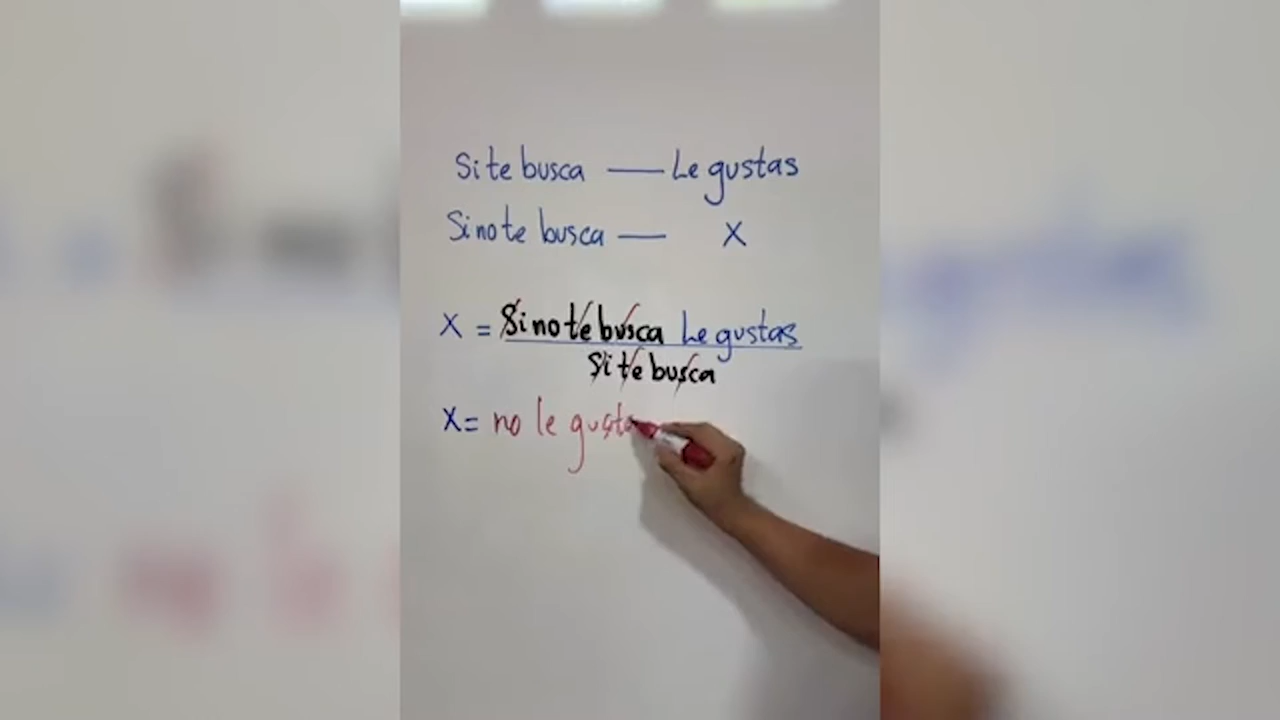 Si te busca — Le gustas
Si no te busca — X
X = Si no te busca Le gustas
Si te busca
X = no le gusta